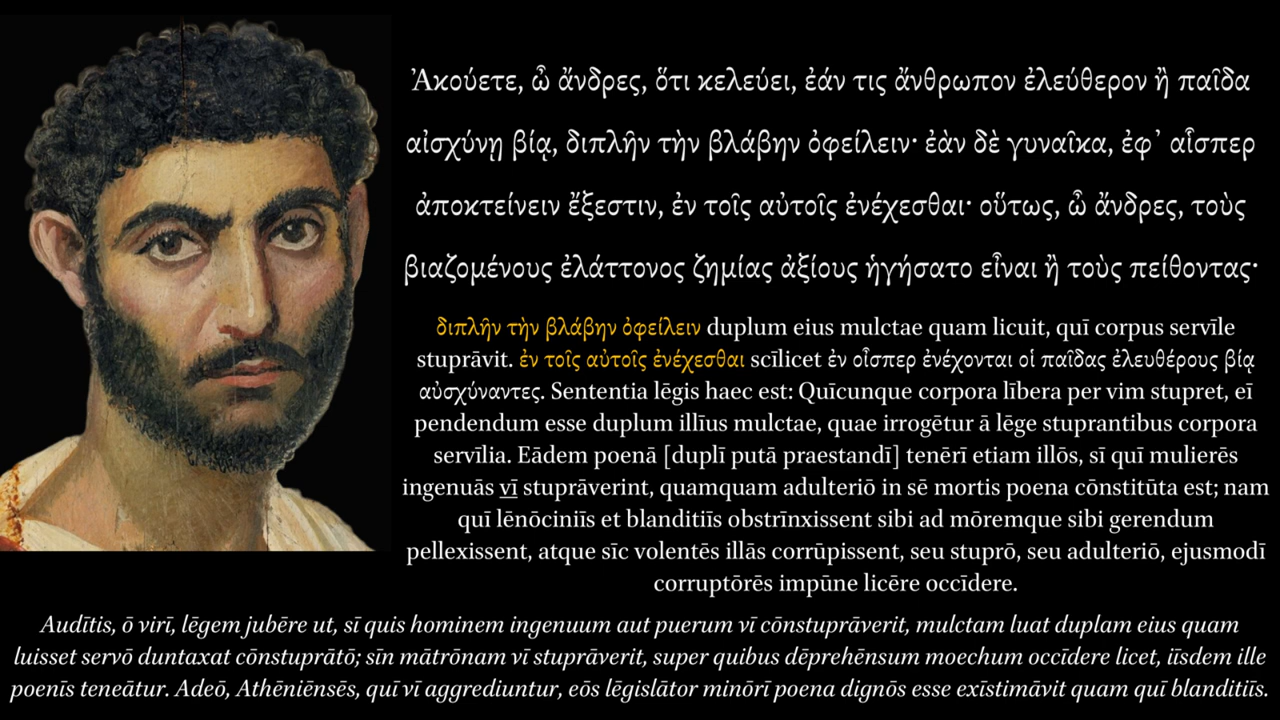 Ἀκούετε, ὦ ἄνδρες, ὅτι κελεύει, ἐάν τις ἄνθρωπον ἐλεύθερον ἢ παῖδα
αἰσχύνῃ βίᾳ, διπλῆν τὴν βλάβην ὀφείλειν· ἐὰν δὲ γυναῖκα, ἐφ’ αἷσπερ
ἀποκτείνειν ἔξεστιν, ἐν τοῖς αὐτοῖς ἐνέχεσθαι· οὕτως, ὦ ἄνδρες, τοὺς
βιαζομένους ἐλάττονος ζημίας ἀξίους ἡγήσατο εἶναι ἢ τοὺς πείθοντας·
διπλῆν τὴν βλάβην ὀφείλειν duplum eius mulctae quam licuit, quī corpus servīle
stuprāvit. ἐν τοῖς αὐτοῖς ἐνέχεσθαι scīlicet ἐν οἷσπερ ἐνέχονται οἱ παῖδας ἐλευθέρους βίᾳ
αὐσχύναντες. Sententia lēgis haec est: Quīcunque corpora lībera per vim stupret, eī
pendendum esse duplum illīus mulctae, quae irrogētur ā lēge stuprantibus corpora
servīlia. Eādem poenā [duplī putā praestandī] tenērī etiam illōs, sī quī mulierēs
ingenuās vī stuprāverint, quamquam adulteriō in sē mortis poena cōnstitūta est; nam
quī lēnōciniīs et blanditiīs obstrīnxissent sibi ad mōremque sibi gerendum
pellexissent, atque sīc volentēs illās corrūpissent, seu stuprō, seu adulteriō, ejusmodī
corruptōrēs impūne licēre occīdere.
Audītis, ō virī, lēgem jubēre ut, sī quis hominem ingenuum aut puerum vī cōnstuprāverit, mulctam luat duplam eius quam
luisset servō duntaxat cōnstuprātō; sīn mātrōnam vī stuprāverit, super quibus dēprehēnsum moechum occīdere licet, iīsdem ille
poenīs teneātur. Adeō, Athēniēnsēs, quī vī aggrediuntur, eōs lēgislātor minōrī poena dignōs esse exīstimāvit quam quī blanditiīs.